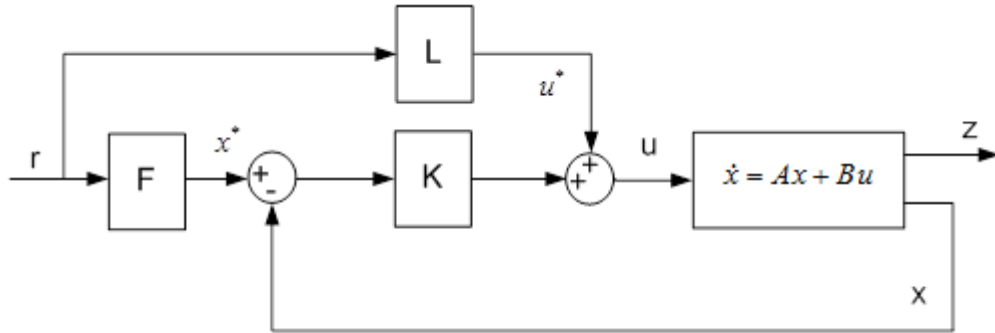 L
u*
r
x*
F
+
-
K
+
+
u
ẋ = Ax + Bu
z
x